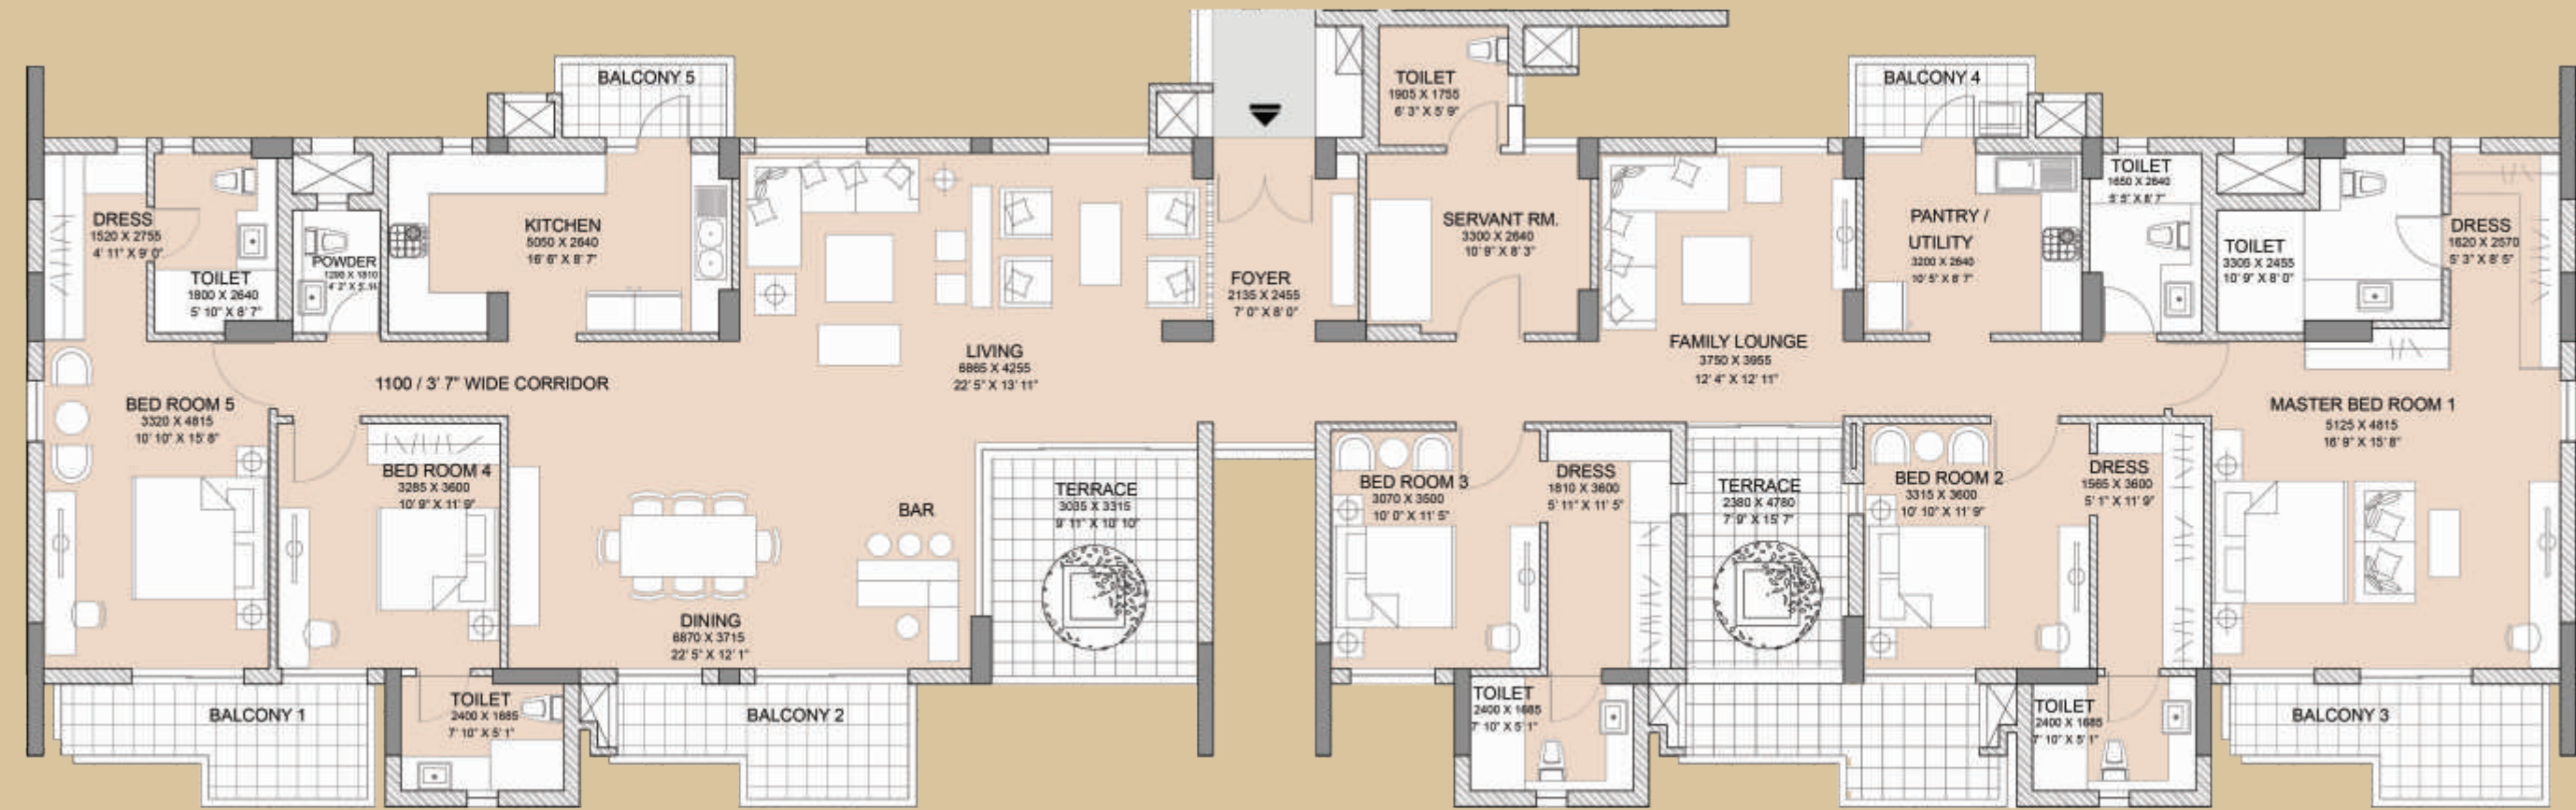 BALCONY 5
TOILET
1905 X 1755
6' 3" X 5' 9"
BALCONY 4
DRESS
1520 X 2755
4' 11" X 9' 0"
TOILET
1800 X 2640
5' 10" X 8' 7"
POWDER
KITCHEN
5050 X 2640
16' 6" X 8' 7"
FOYER
2135 X 2455
7' 0" X 8' 0"
SERVANT RM.
3300 X 2640
10' 9" X 8' 3"
PANTRY /
UTILITY
3200 X 2640
10' 5" X 8' 7"
TOILET
1650 X 2640
5' 5" X 8' 7"
TOILET
3305 X 2455
10' 9" X 8' 0"
DRESS
1620 X 2570
5' 3" X 8' 5"
LIVING
6865 X 4255
22' 5" X 13' 11"
FAMILY LOUNGE
3750 X 3955
12' 4" X 12' 11"
1100 / 3' 7" WIDE CORRIDOR
BED ROOM 5
3320 X 4815
10' 10" X 15' 8"
MASTER BED ROOM 1
5125 X 4815
16' 9" X 15' 8"
BED ROOM 4
3285 X 3600
10' 9" X 11' 9"
BAR
TERRACE
3035 X 3315
9' 11" X 10' 10"
BED ROOM 3
3070 X 3500
10' 0" X 11' 5"
DRESS
1810 X 3600
5' 11" X 11' 5"
TERRACE
2380 X 4780
7' 9" X 15' 7"
BED ROOM 2
3315 X 3600
10' 10" X 11' 9"
DRESS
1565 X 3600
5' 1" X 11' 9"
DINING
6870 X 3715
22' 5" X 12' 1"
BALCONY 1
TOILET
2400 X 1685
7' 10" X 5' 1"
BALCONY 2
TOILET
2400 X 1685
7' 10" X 5' 1"
TOILET
2400 X 1685
7' 10" X 5' 1"
BALCONY 3